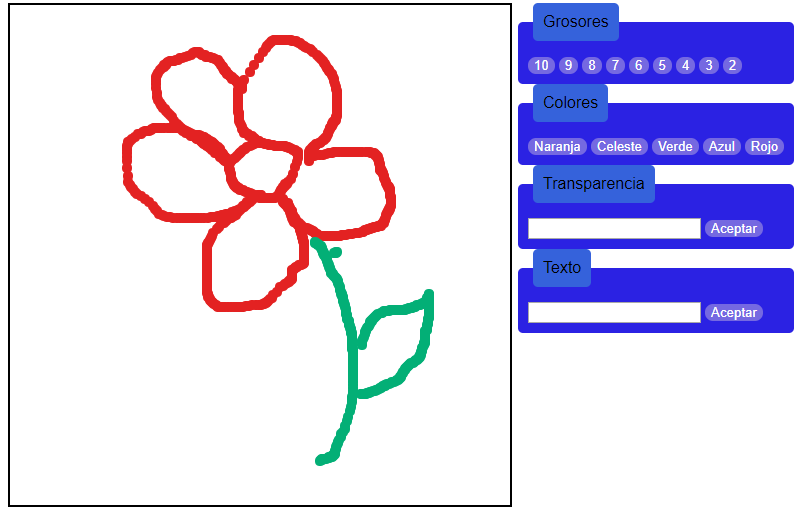 Grosores
10 9 8 7 6 5 4 3 2
Colores
Naranja Celeste Verde Azul Rojo
Transparencia
Aceptar
Texto
Aceptar